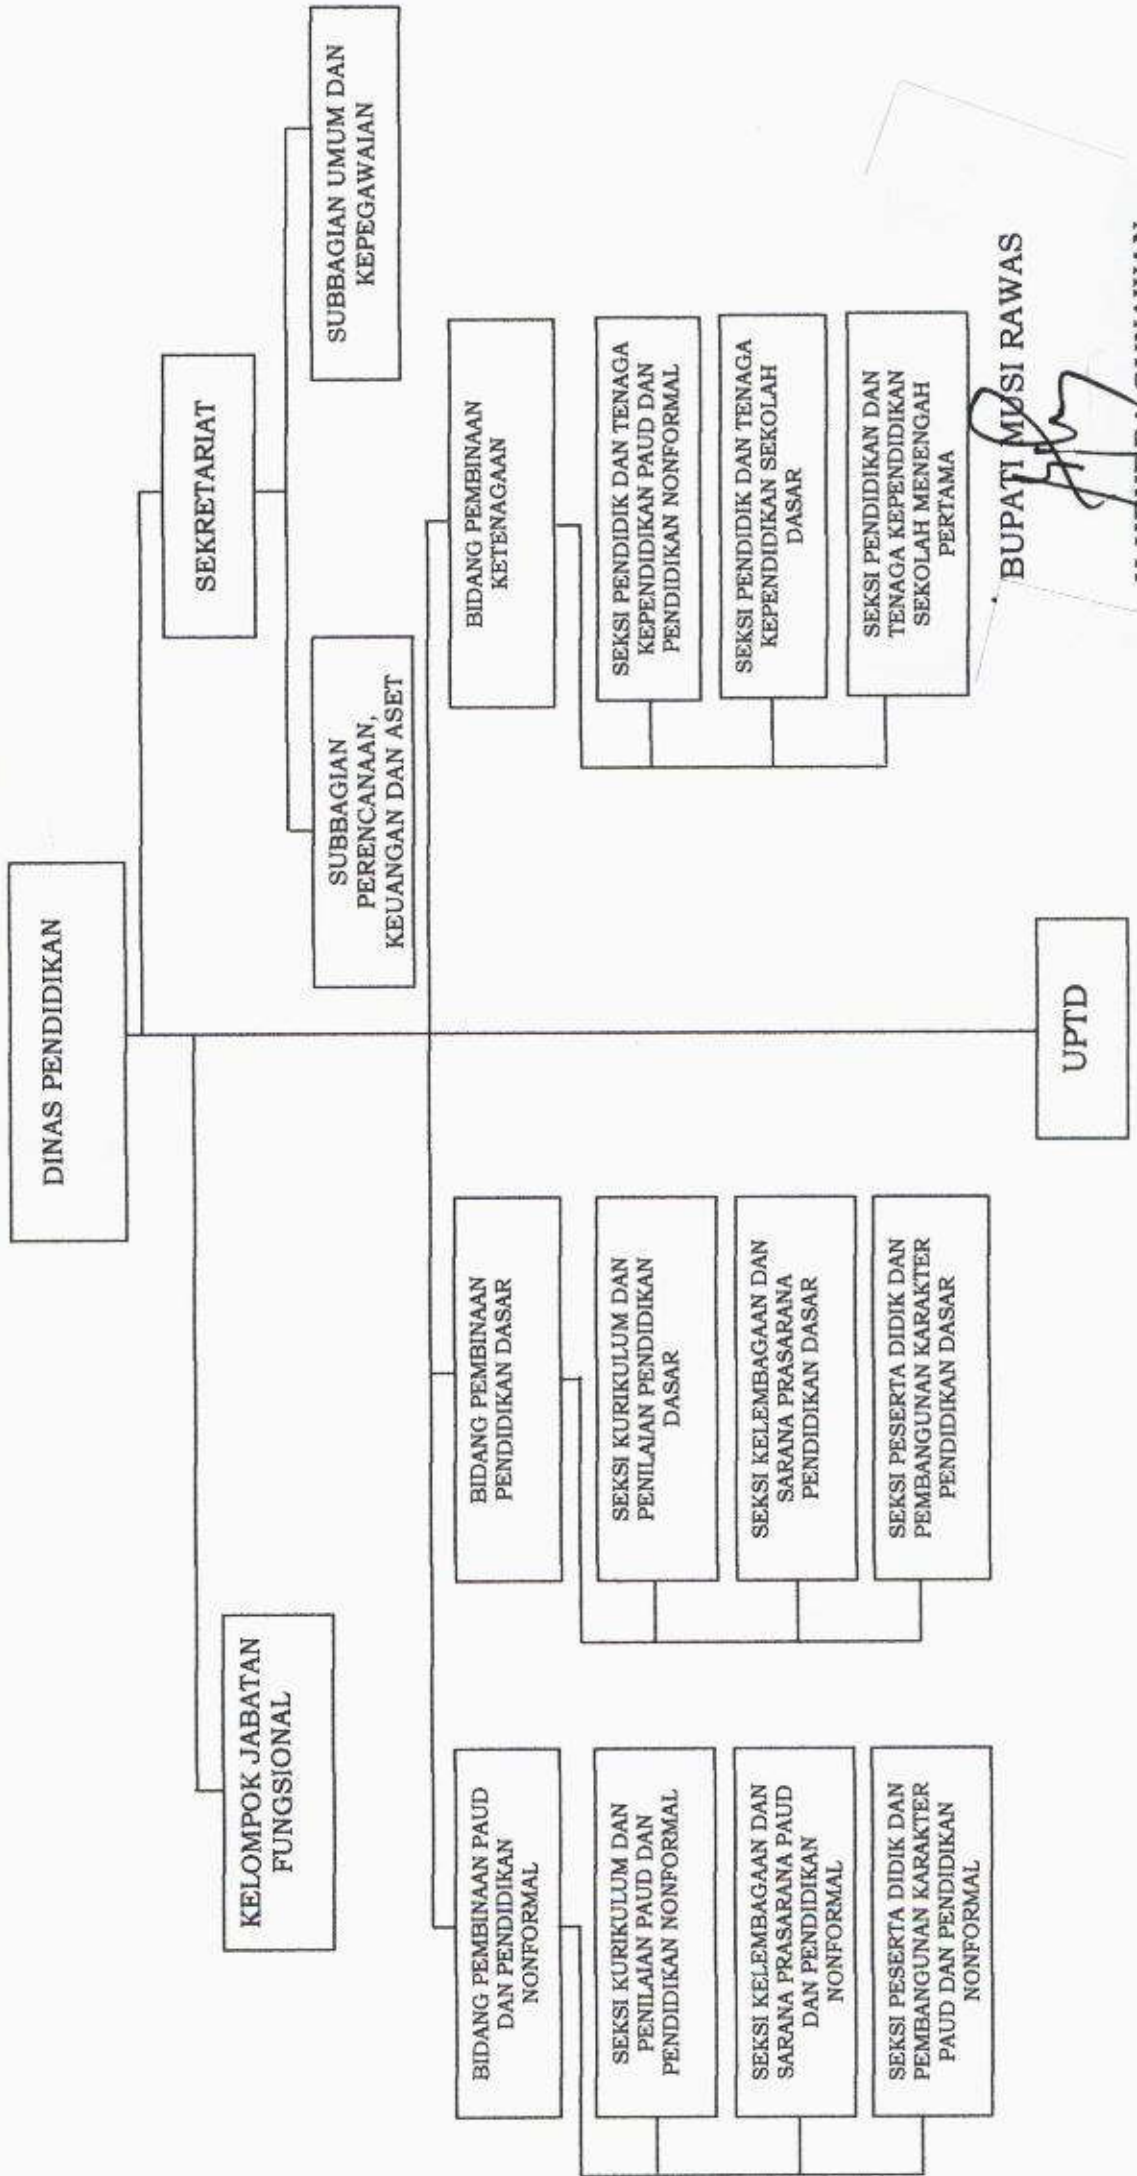 DINAS PENDIDIKAN
SEKRETARIAT
KELOMPOK JABATAN
FUNGSIONAL
SUBBAGIAN
PERENCANAAN,
KEUANGAN DAN ASET
SUBBAGIAN UMUM DAN
KEPEGAWAIAN
BIDANG PEMBINAAN PAUD
DAN PENDIDIKAN
NONFORMAL
SEKSI KURIKULUM DAN
PENILAIAN PAUD DAN
PENDIDIKAN NONFORMAL
SEKSI KELEMBAGAAN DAN
SARANA PRASARANA PAUD
DAN PENDIDIKAN
NONFORMAL
SEKSI PESERTA DIDIK DAN
PEMBANGUNAN KARAKTER
PAUD DAN PENDIDIKAN
NONFORMAL
BIDANG PEMBINAAN
PENDIDIKAN DASAR
SEKSI KURIKULUM DAN
PENILAIAN PENDIDIKAN
DASAR
SEKSI KELEMBAGAAN DAN
SARANA PRASARANA
PENDIDIKAN DASAR
SEKSI PESERTA DIDIK DAN
PEMBANGUNAN KARAKTER
PENDIDIKAN DASAR
BIDANG PEMBINAAN
KETENAGAAN
SEKSI PENDIDIK DAN TENAGA
KEPENDIDIKAN PAUD DAN
PENDIDIKAN NONFORMAL
SEKSI PENDIDIK DAN TENAGA
KEPENDIDIKAN SEKOLAH
DASAR
SEKSI PENDIDIKAN DAN
TENAGA KEPENDIDIKAN
SEKOLAH MENENGAH
PERTAMA
UPTD
BUPATI MUSI RAWAS